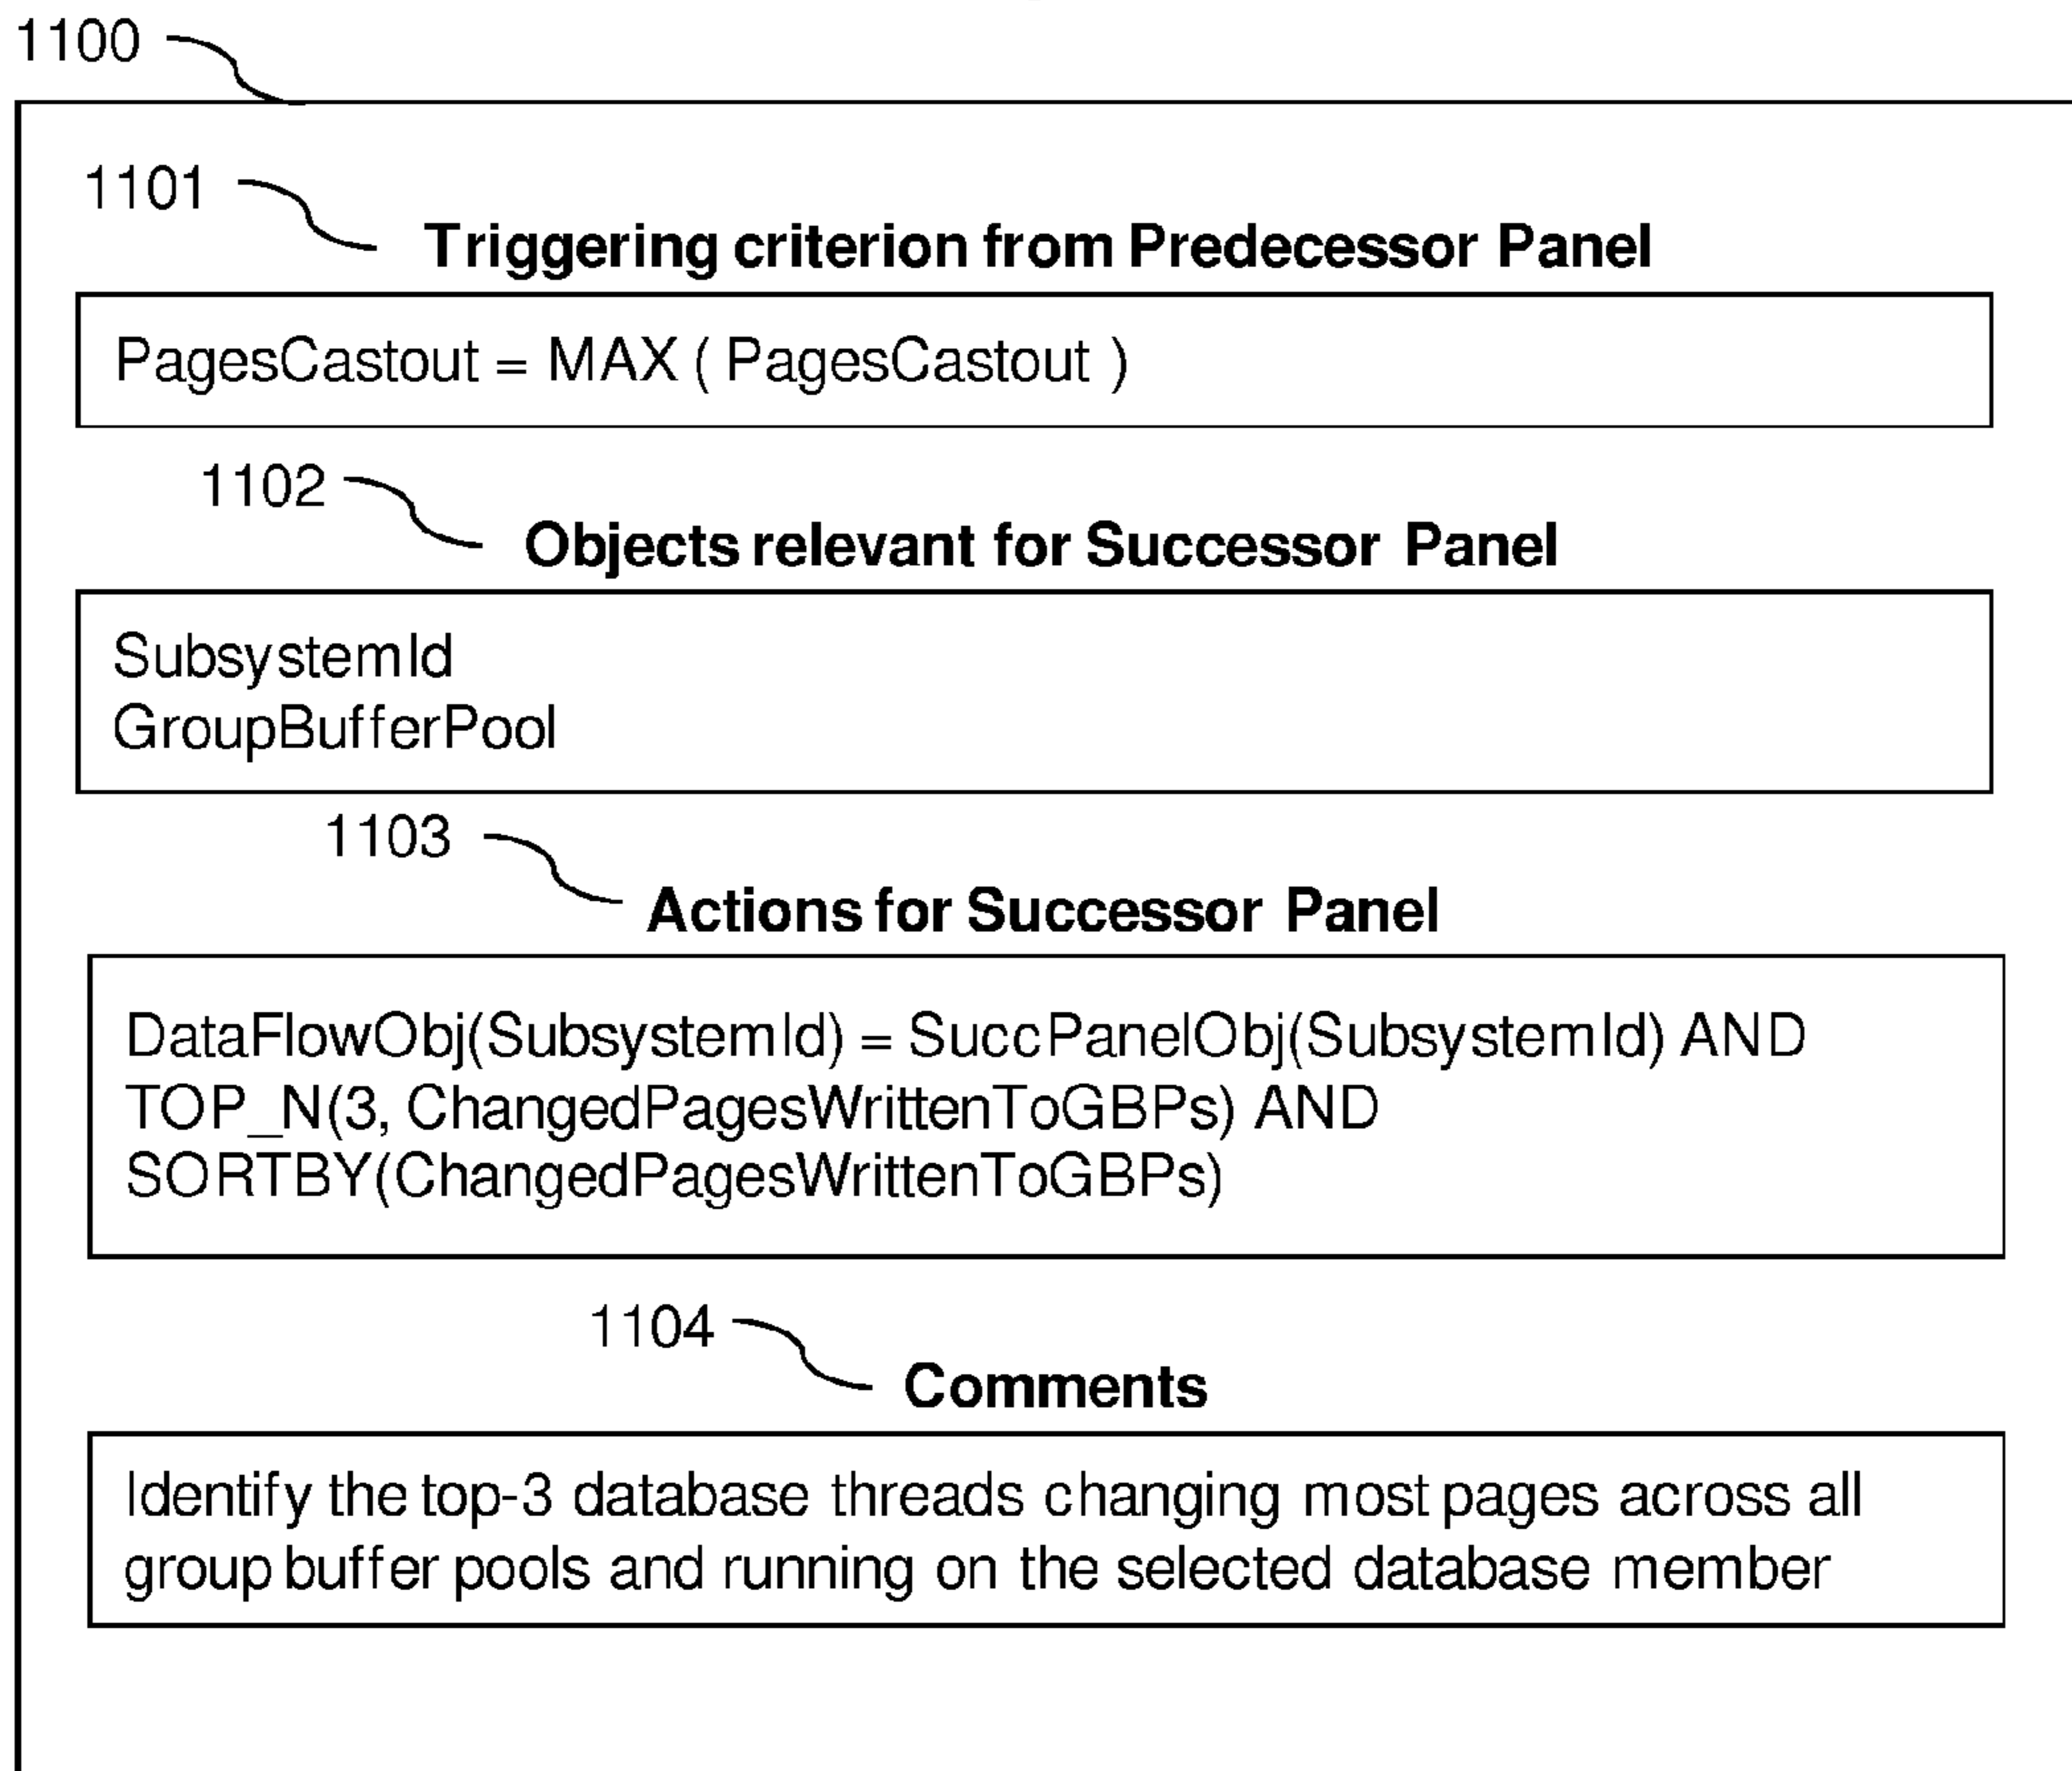 1100
1101
Triggering criterion from Predecessor Panel
PagesCastout = MAX ( PagesCastout )
1102
Objects relevant for Successor Panel
SubsystemId
GroupBufferPool
1103
Actions for Successor Panel
DataFlowObj(SubsystemId) = SuccPanelObj(SubsystemId) AND
TOP_N(3, ChangedPagesWrittenToGBPs) AND
SORTBY(ChangedPagesWrittenToGBPs)
1104
Comments
Identify the top-3 database threads changing most pages across all
group buffer pools and running on the selected database member